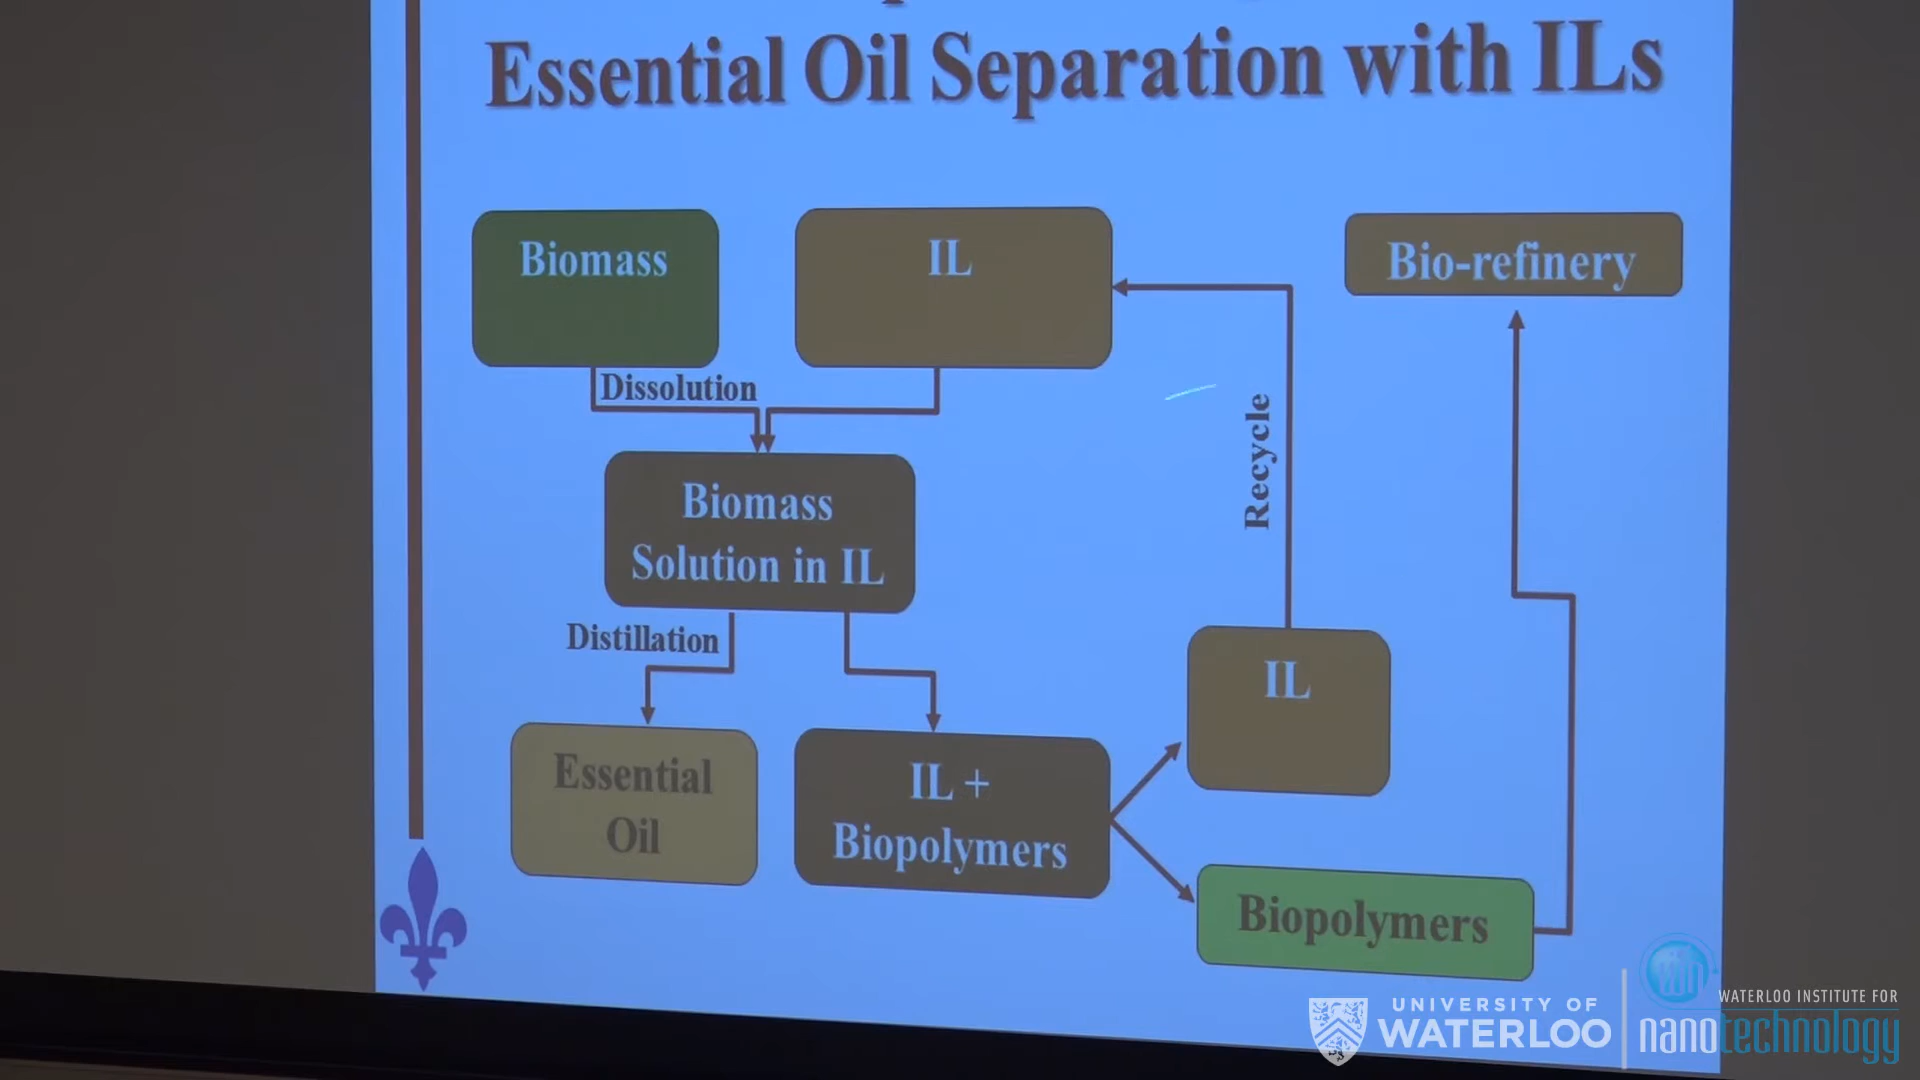 Essential Oil Separation with ILs
Biomass
IL
Bio-refinery
Dissolution
Recycle
Biomass
Solution in IL
Distillation
IL
Essential
Oil
IL +
Biopolymers
Biopolymers
UNIVERSITY OF
WATERLOO
WATERLOO INSTITUTE FOR
nanotechnology